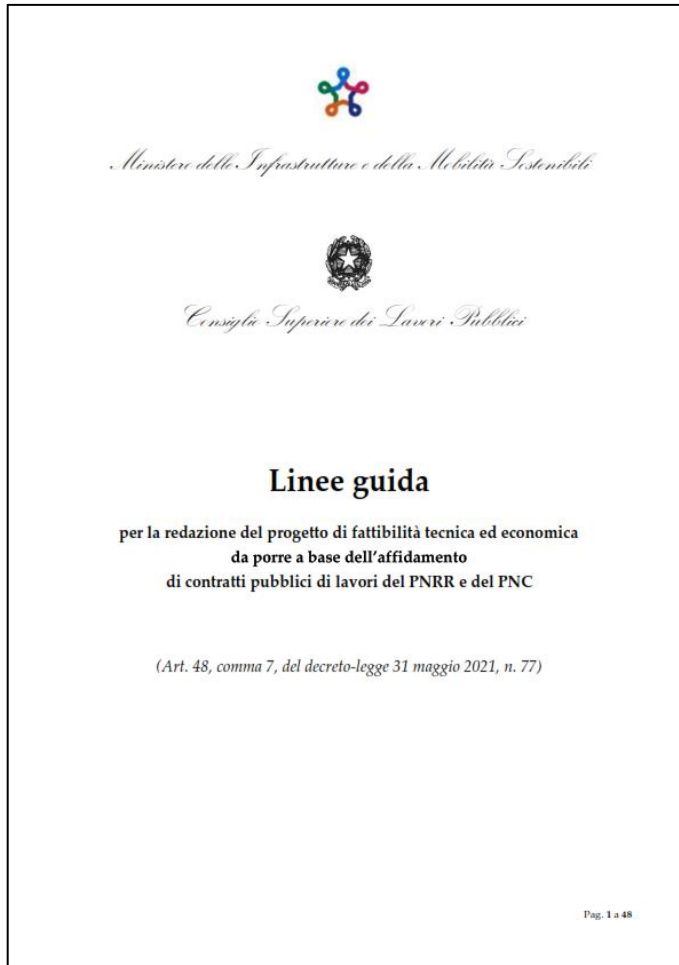 Ministero delle Infrastrutture e della Mobilità Sostenibili
Consiglio Superiore dei Lavori Pubblici
Linee guida
per la redazione del progetto di fattibilità tecnica ed economica
da porre a base dell'affidamento
di contratti pubblici di lavori del PNRR e del PNC
(Art. 48, comma 7, del decreto-legge 31 maggio 2021, n. 77)
Pag. 1 a 48